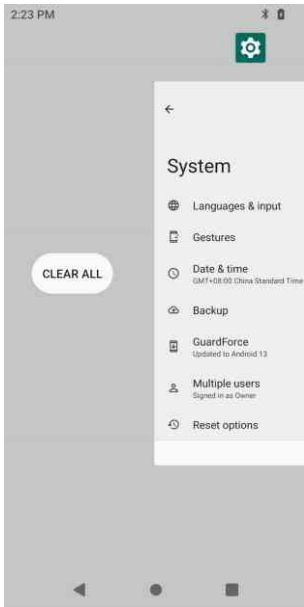 2:23 PM
System
Languages & input
Gestures
CLEAR ALL
Date & time
GMT+08:00 China Standard Time
Backup
GuardForce
Updated to Android 13
Multiple users
Signed in as Owner
Reset options